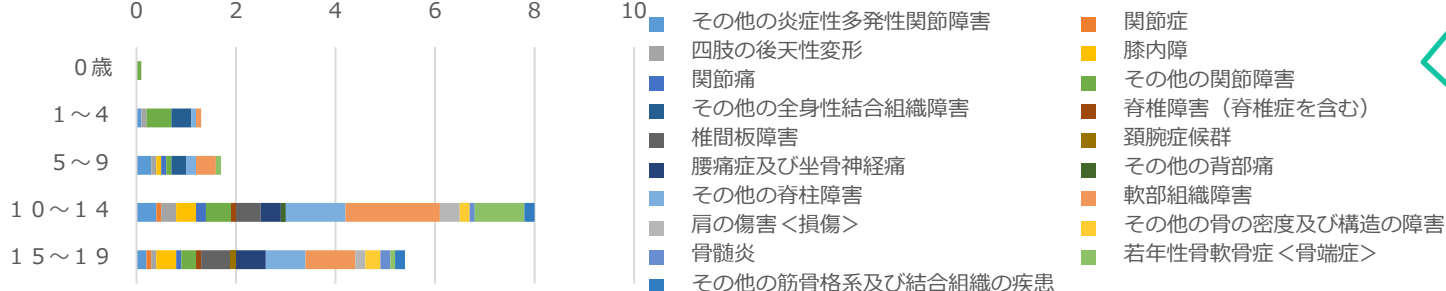 0 2 4 6 8 10
0歳
1～4
5～9
10～14
15～19
その他の炎症性多発性関節障害
関節症
四肢の後天性変形
膝内障
関節痛
その他の関節障害
その他の全身性結合組織障害
脊椎障害（脊椎症を含む）
椎間板障害
頚腕症候群
腰痛症及び坐骨神経痛
その他の背部痛
その他の脊柱障害
軟部組織障害
肩の傷害＜損傷＞
その他の骨の密度及び構造の障害
骨髄炎
若年性骨軟骨症＜骨端症＞
その他の筋骨格系及び結合組織の疾患